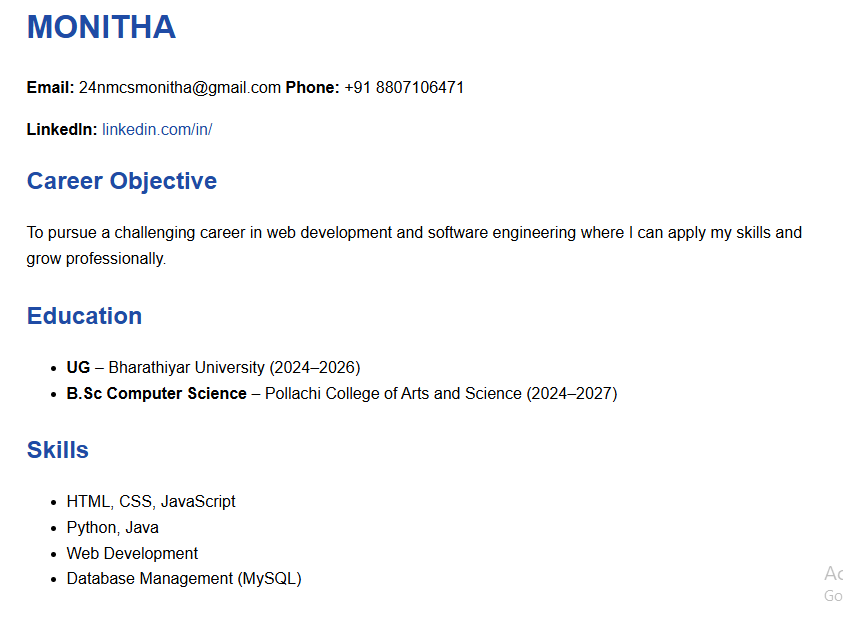 MONITHA
Email: 24nmcsmonitha@gmail.com Phone: +91 8807106471
LinkedIn: linkedin.com/in/
Career Objective
To pursue a challenging career in web development and software engineering where I can apply my skills and
grow professionally.
Education
• UG – Bharathiyar University (2024–2026)
• B.Sc Computer Science – Pollachi College of Arts and Science (2024–2027)
Skills
• HTML, CSS, JavaScript
• Python, Java
• Web Development
• Database Management (MySQL)